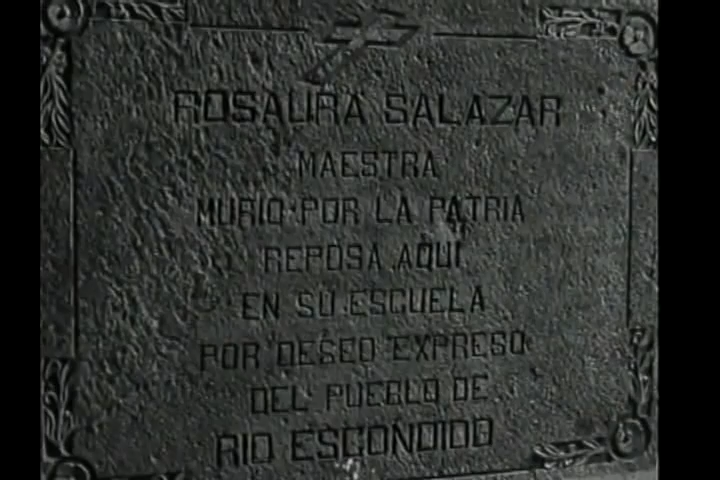 ROSAURA SALAZAR
MAESTRA
MURIO POR LA PATRIA
REPOSA AQUI
EN SU ESCUELA
POR DESEO EXPRESO
DEL PUEBLO DE
RIO ESCONDIDO